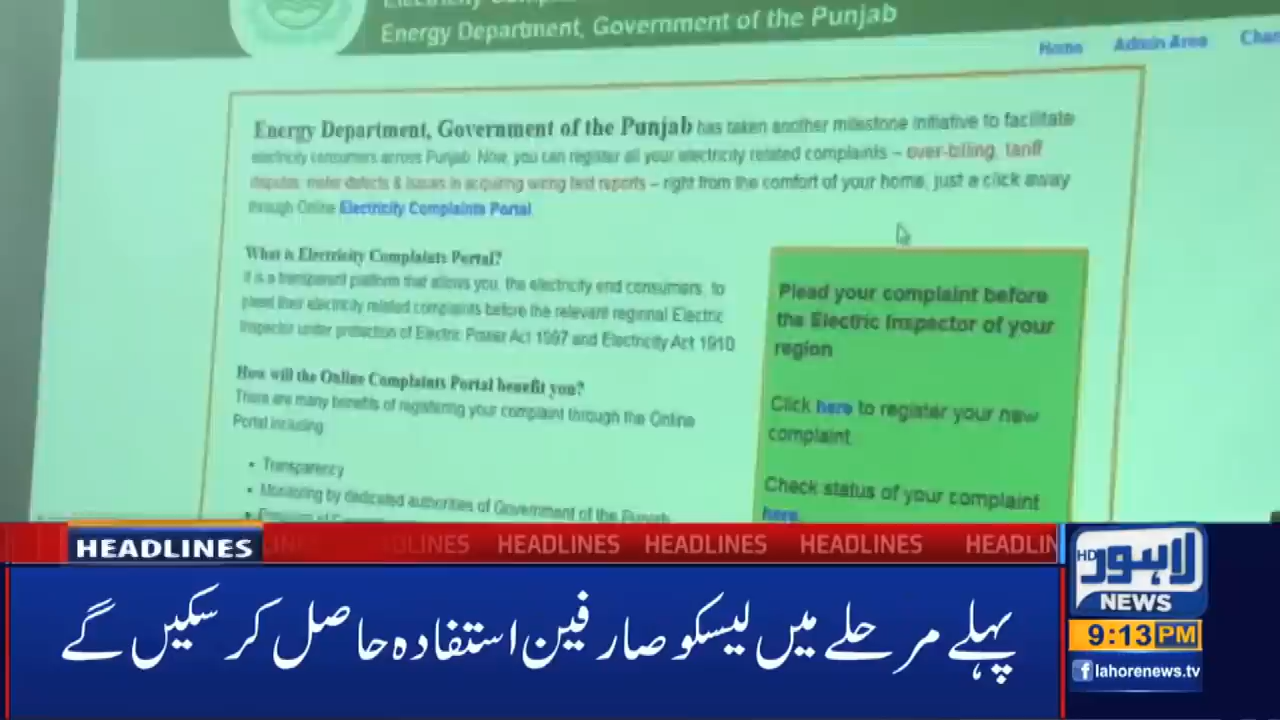 Electricity
Energy Department, Government of the Punjab
Home Admin Area
Energy Department, Government of the Punjab has taken another milestone initiative to facilitate
electricity consumers across Punjab. Now, you can register all your electricity related complaints – over-billing, tariff
disputes, meter defects & issues in acquiring wiring test reports – right from the comfort of your home, just a click away
through Online Electricity Complaints Portal
What is Electricity Complaints Portal?
It is a transparent platform that allows you, the electricity end consumers, to
plead their electricity related complaints before the relevant regional Electric
Inspector under protection of Electric Power Act 1997 and Electricity Act 1910
How will the Online Complaints Portal benefit you?
There are many benefits of registering your complaint through the Online
Portal including
• Transparency
• Monitoring by dedicated authorities of Government of the Punjab
Plead your complaint before
the Electric Inspector of your
region
Click here to register your new
complaint
Check status of your complaint
here
HEADLINES
HEADLINES HEADLINES HEADLINES
پہلے مرحلے میں لیسکو صارفین استفادہ حاصل کر سکیں گے
HD
لاہور
NEWS
9:13 PM
f lahorenews.tv